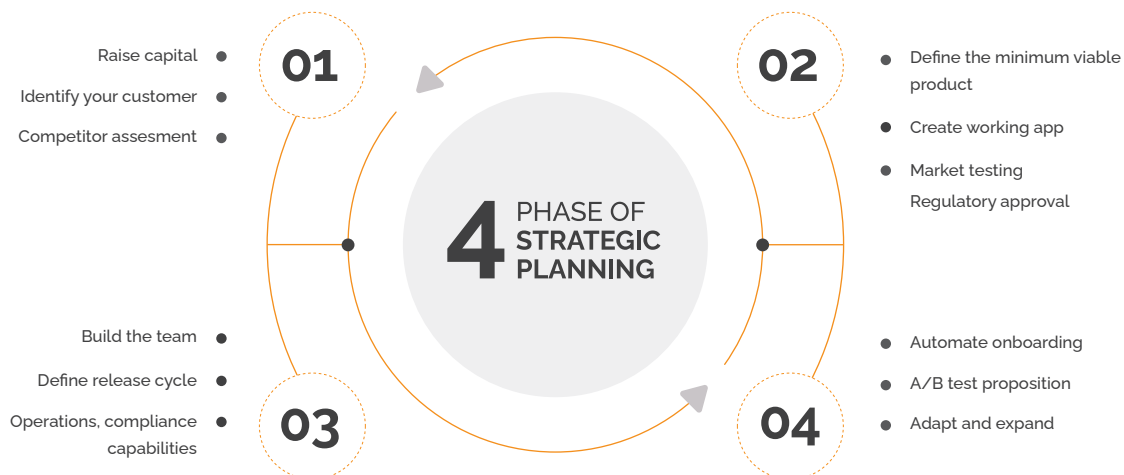 01
Raise capital
Identify your customer
Competitor assesment
02
Define the minimum viable
product
Create working app
Market testing
Regulatory approval
4
PHASE OF
STRATEGIC
PLANNING
03
Build the team
Define release cycle
Operations, compliance
capabilities
04
Automate onboarding
A/B test proposition
Adapt and expand